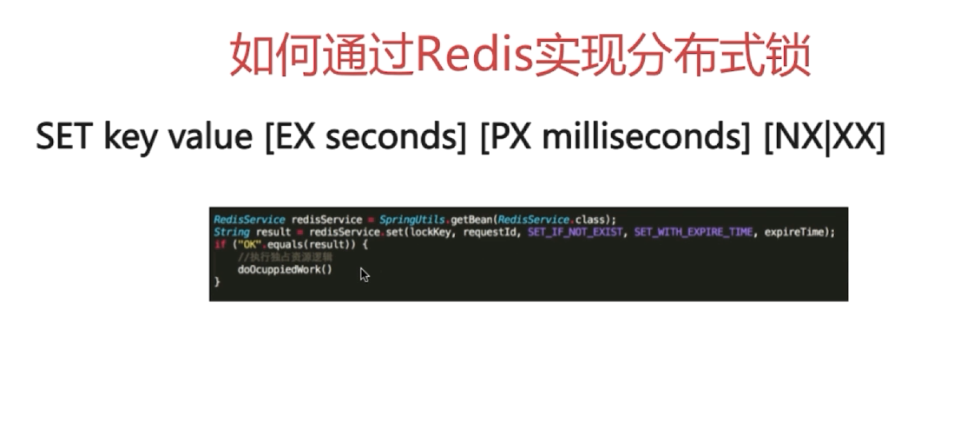 如何通过Redis实现分布式锁
SET key value [EX seconds] [PX milliseconds] [NX|XX]
RedisService redisService = SpringUtils.getBean(RedisService.class);
String result = redisService.set(lockKey, requestId, SET_IF_NOT_EXIST, SET_WITH_EXPIRE_TIME, expireTime);
if ("OK".equals(result)) {
//执行独占资源逻辑
doOcuppiedWork()
}